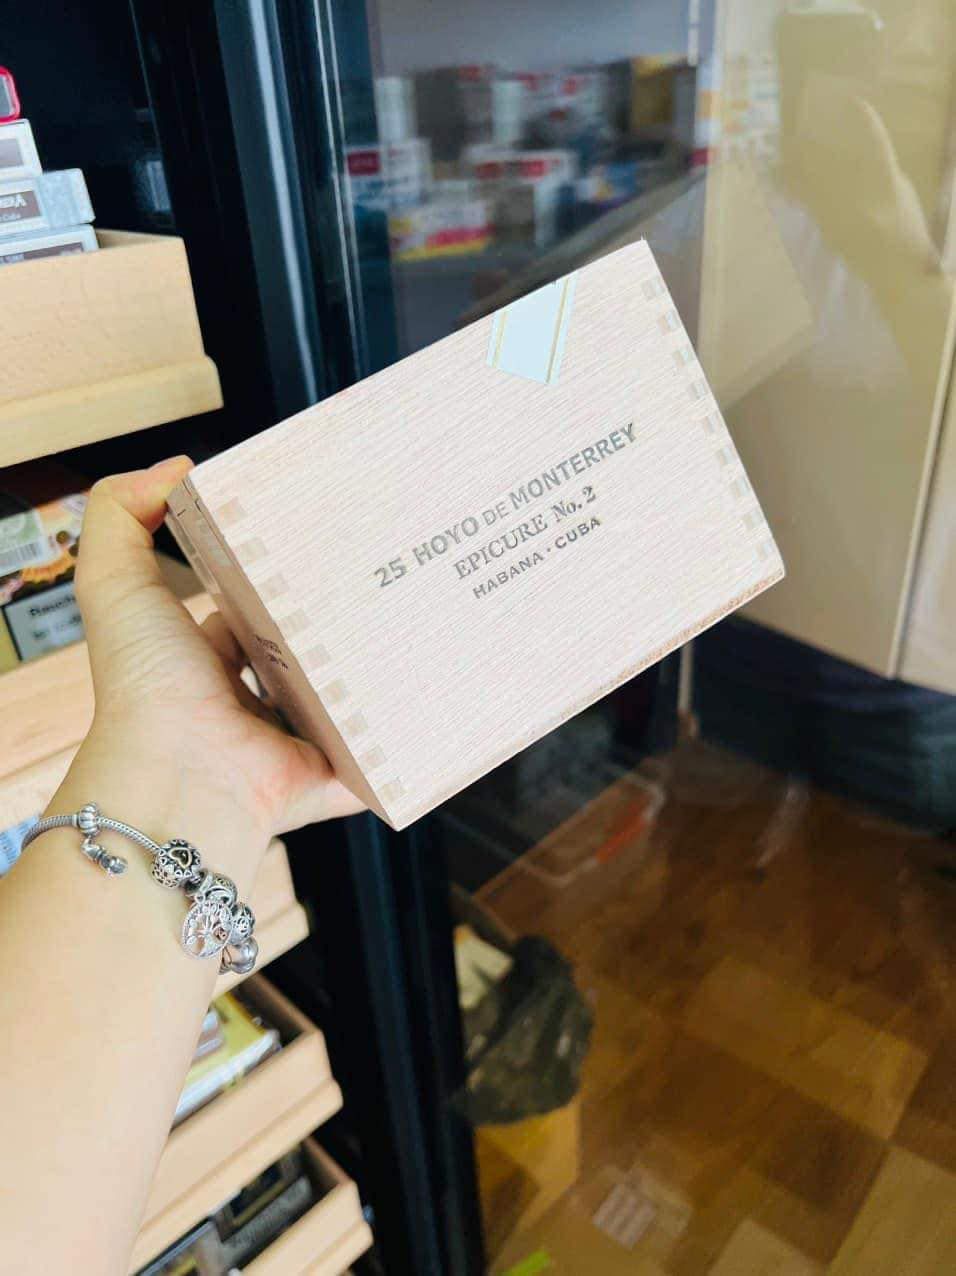 25 HOYO DE MONTERREY
EPICURE No. 2
HABANA · CUBA